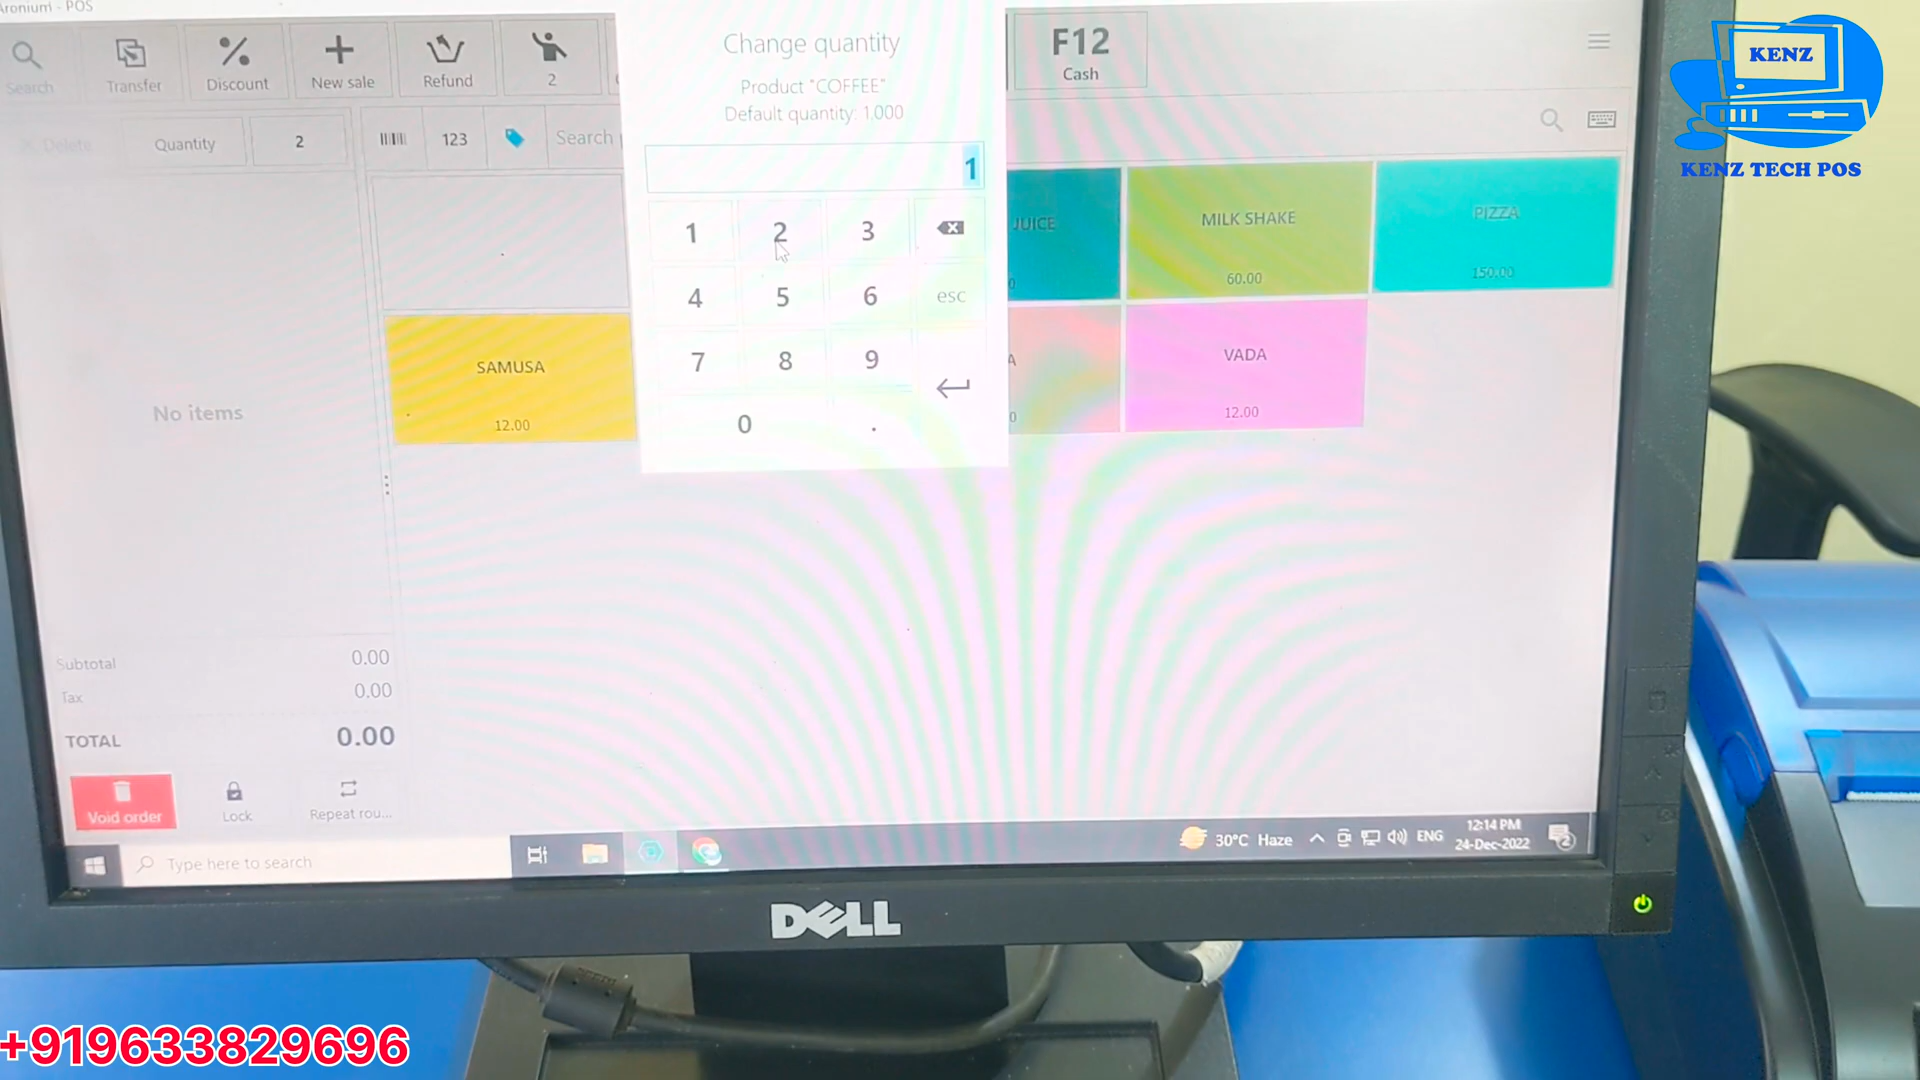 Aronium - POS
Search
Transfer
Discount
New sale
Refund
2
F12
Cash
Change quantity
Product "COFFEE"
Default quantity: 1.000
1
Delete
Quantity
2
123
Search
1
2
3
4
5
6
esc
7
8
9
0
.
JUICE
MILK SHAKE
60.00
PIZZA
150.00
SAMUSA
12.00
VADA
12.00
No items
Subtotal
0.00
Tax
0.00
TOTAL
0.00
Void order
Lock
Repeat rou...
Type here to search
30°C Haze
ENG
12:14 PM
24-Dec-2022
2
DELL
KENZ
KENZ TECH POS
+919633829696